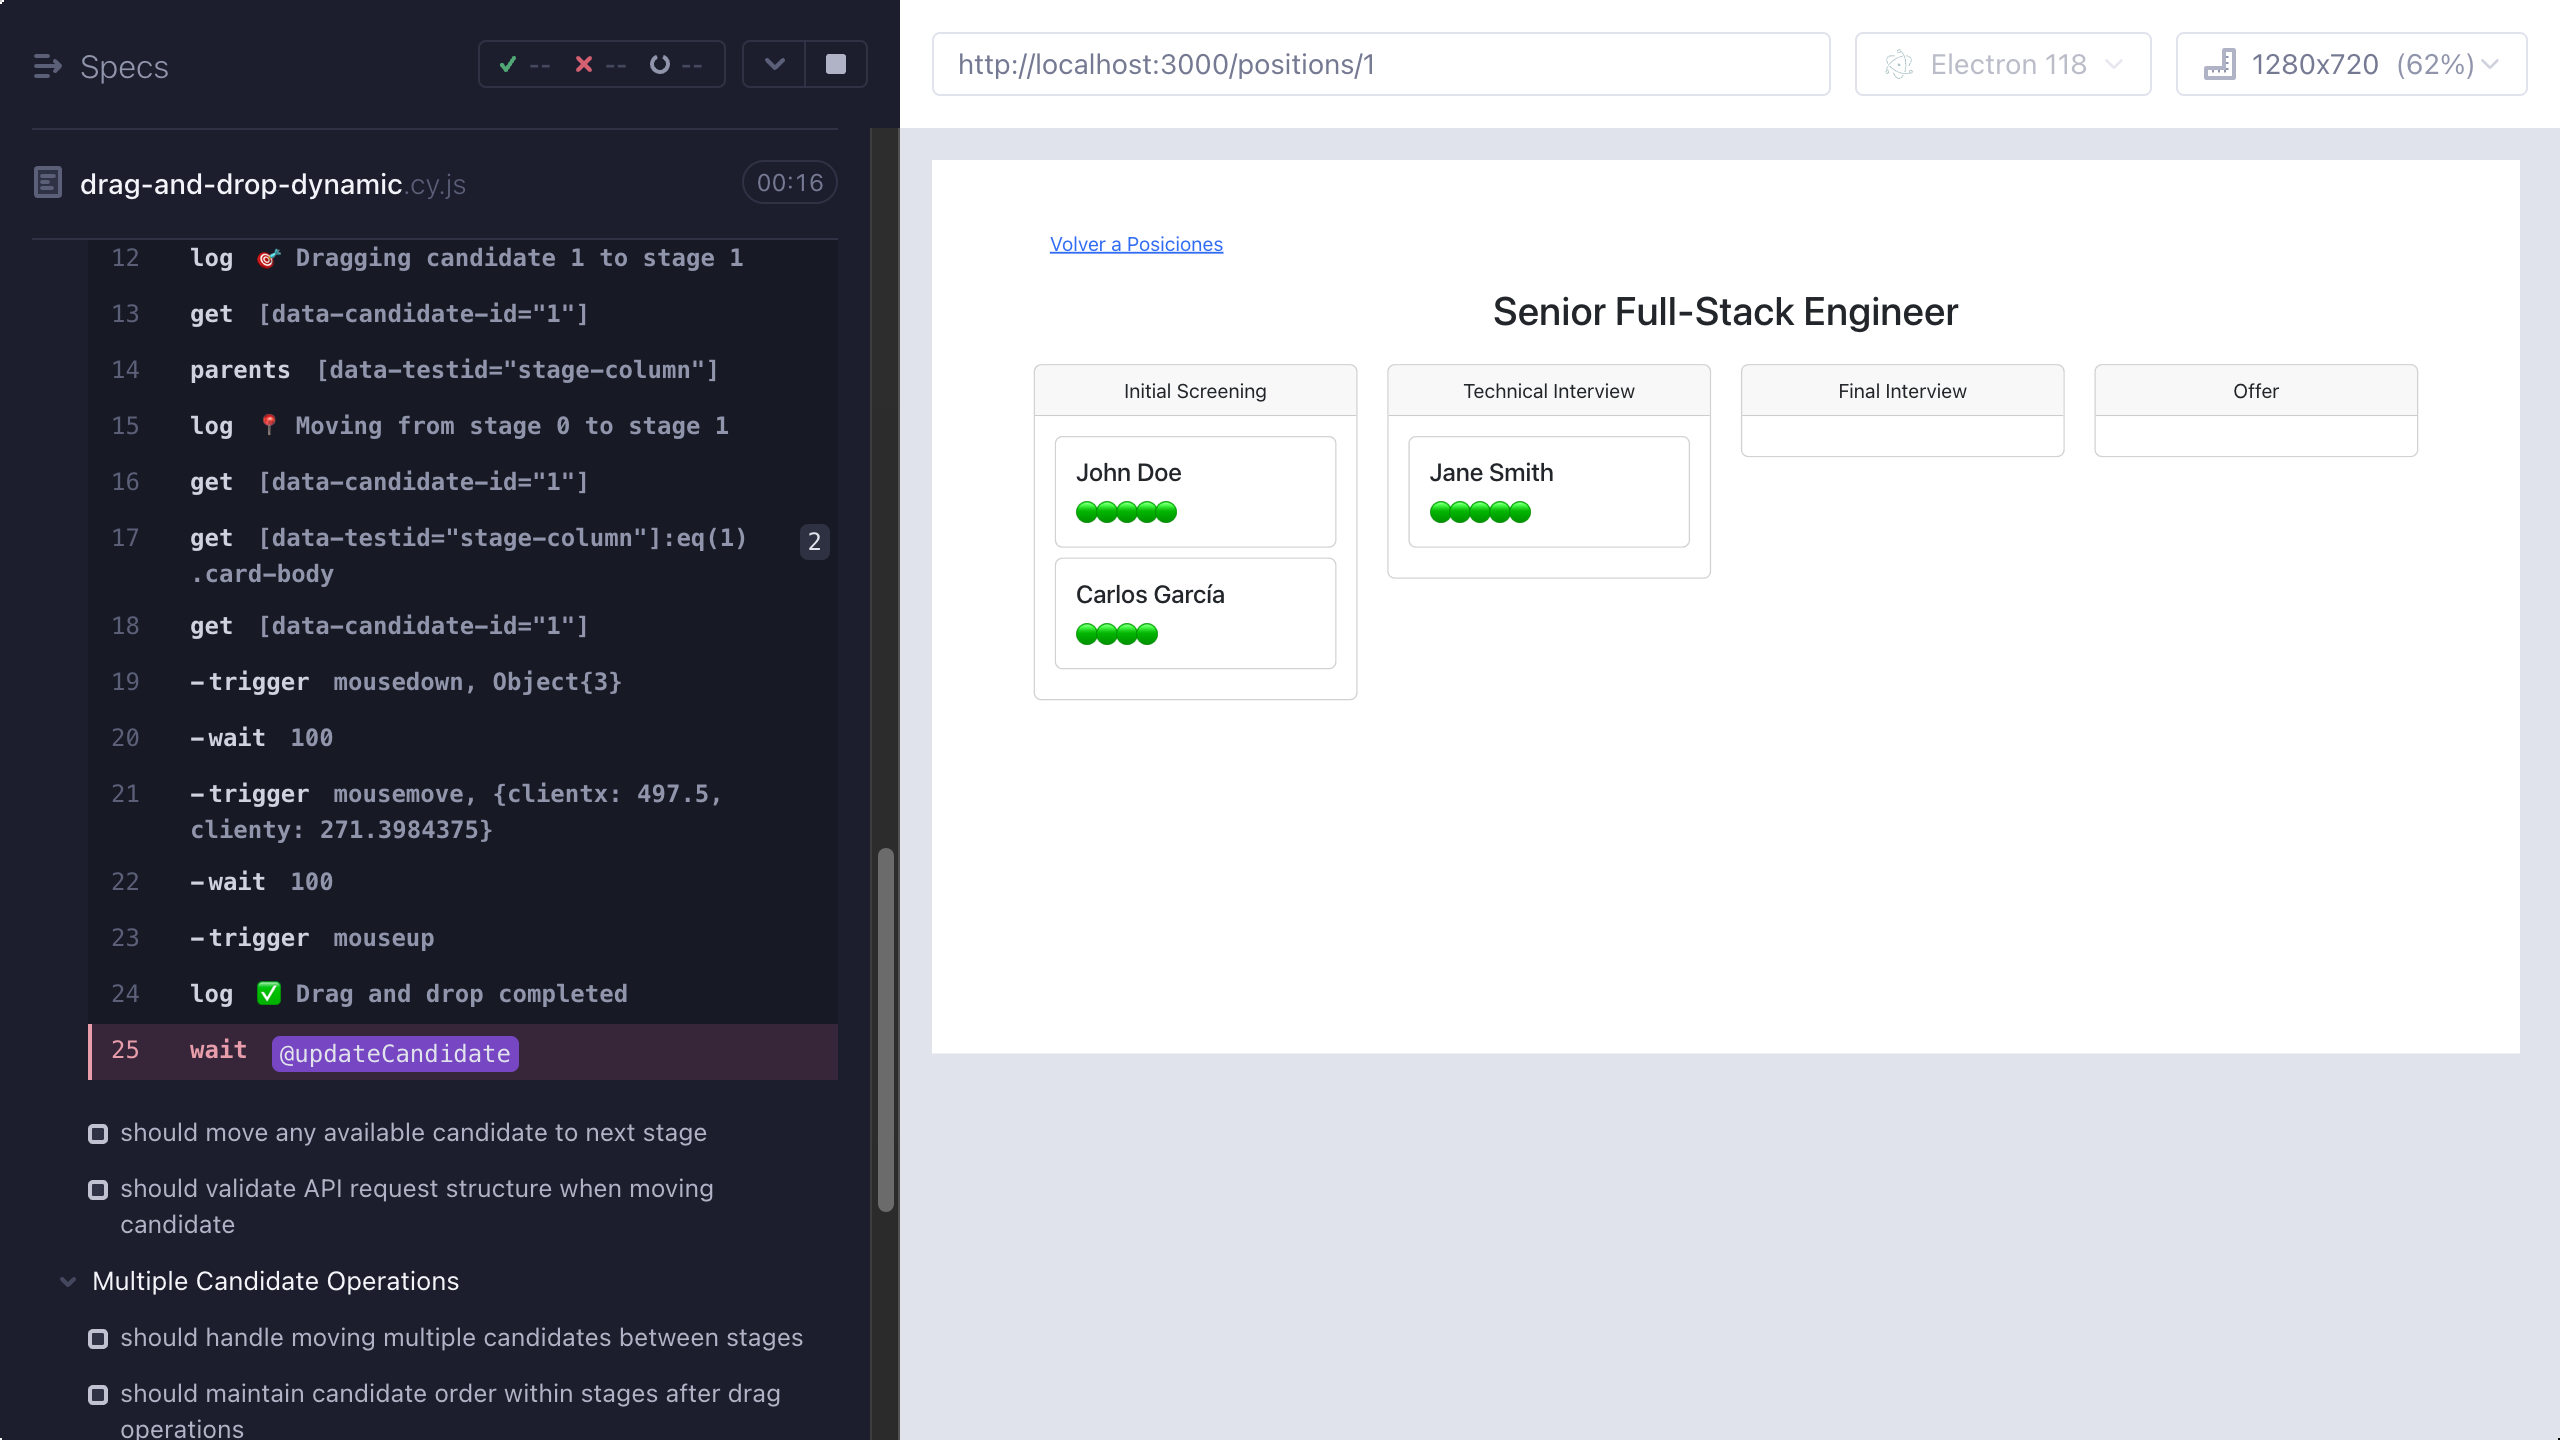 Specs
-- -- --
http://localhost:3000/positions/1
Electron 118
1280x720 (62%)
drag-and-drop-dynamic.cy.js
00:16
12 log 🎯 Dragging candidate 1 to stage 1
13 get [data-candidate-id="1"]
14 parents [data-testid="stage-column"]
15 log 📍 Moving from stage 0 to stage 1
16 get [data-candidate-id="1"]
17 get [data-testid="stage-column"]:eq(1) 2
.card-body
18 get [data-candidate-id="1"]
19 -trigger mousedown, Object{3}
20 -wait 100
21 -trigger mousemove, {clientx: 497.5,
clienty: 271.3984375}
22 -wait 100
23 -trigger mouseup
24 log ✅ Drag and drop completed
25 wait @updateCandidate
should move any available candidate to next stage
should validate API request structure when moving
candidate
Multiple Candidate Operations
should handle moving multiple candidates between stages
should maintain candidate order within stages after drag
operations
Volver a Posiciones
Senior Full-Stack Engineer
Initial Screening
John Doe
Carlos García
Technical Interview
Jane Smith
Final Interview
Offer